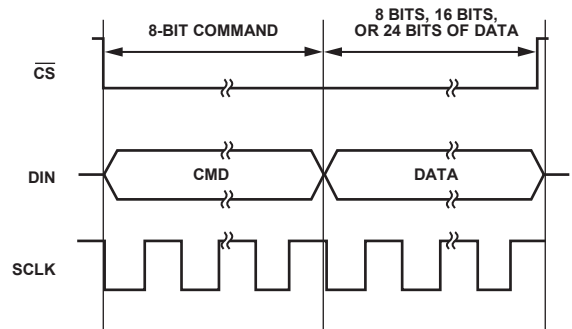 8-BIT COMMAND
8 BITS, 16 BITS,
OR 24 BITS OF DATA
CS
DIN
CMD
DATA
SCLK